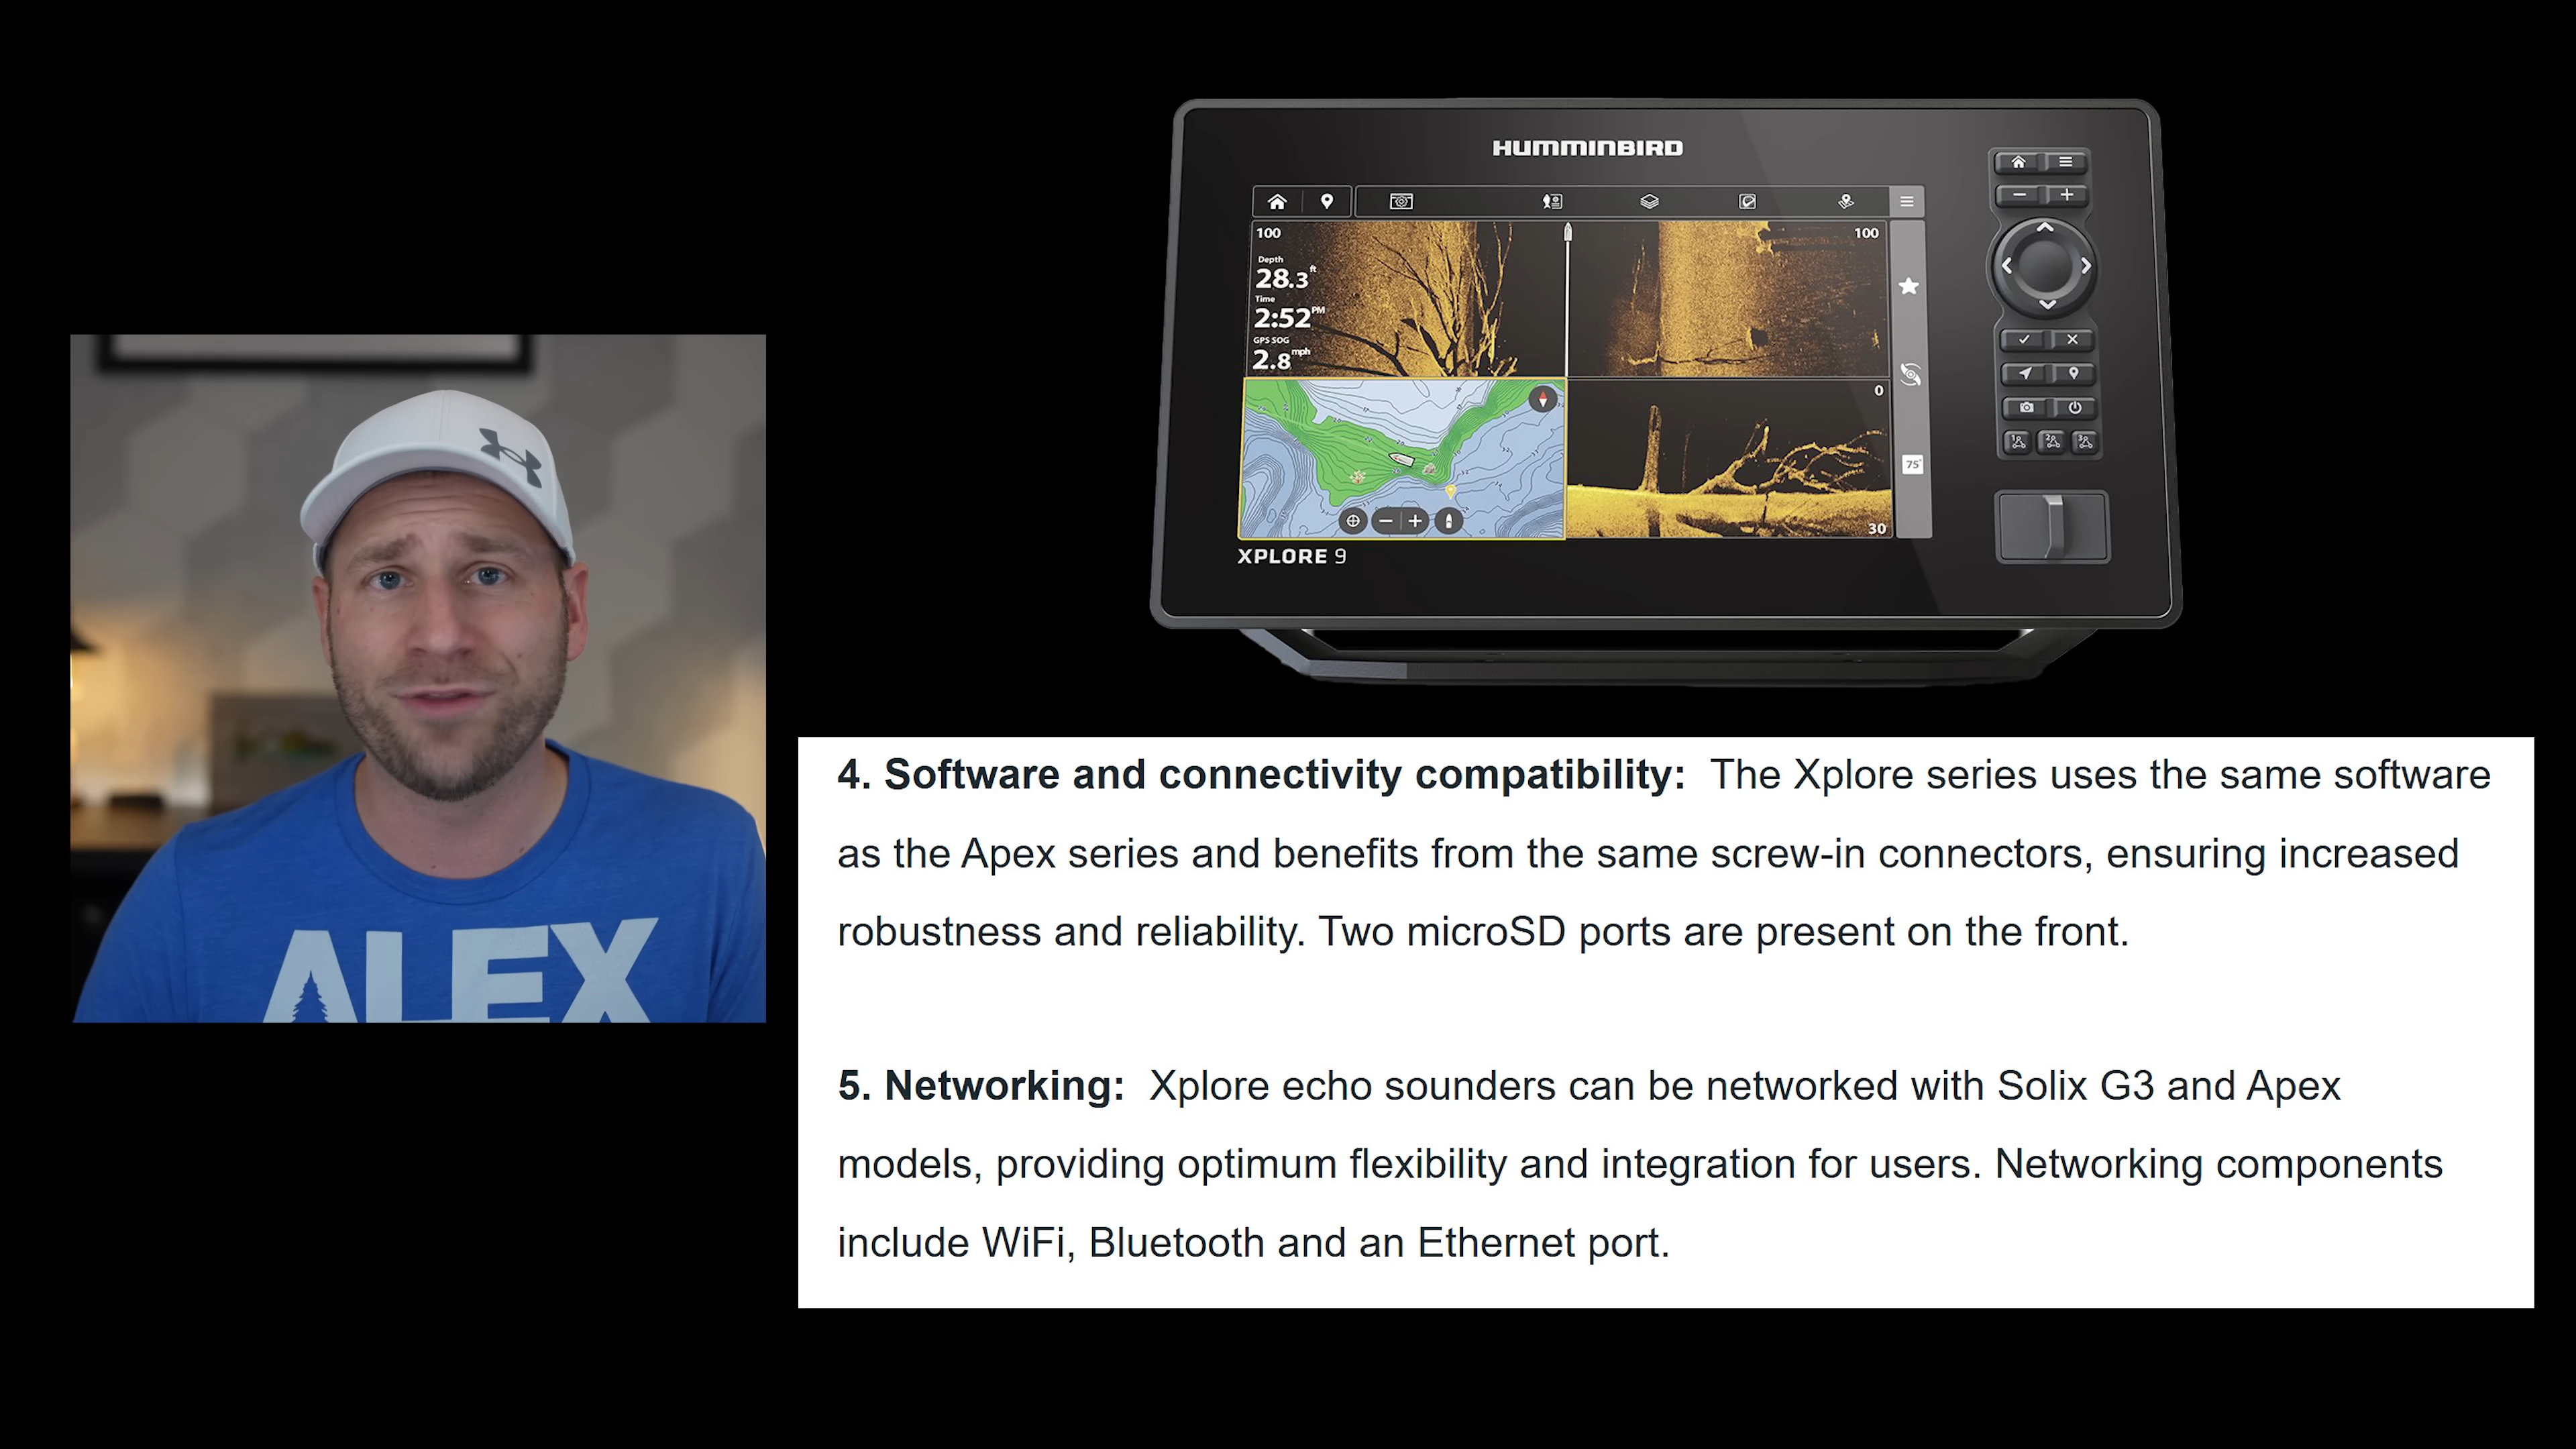 HUMMINBIRD
100
100
Depth
28.3 ft
Time
2:52 PM
GPS SOG
2.8 mph
0
30
75°
XPLORE 9
ALEX
4. Software and connectivity compatibility: The Xplore series uses the same software
as the Apex series and benefits from the same screw-in connectors, ensuring increased
robustness and reliability. Two microSD ports are present on the front.
5. Networking: Xplore echo sounders can be networked with Solix G3 and Apex
models, providing optimum flexibility and integration for users. Networking components
include WiFi, Bluetooth and an Ethernet port.